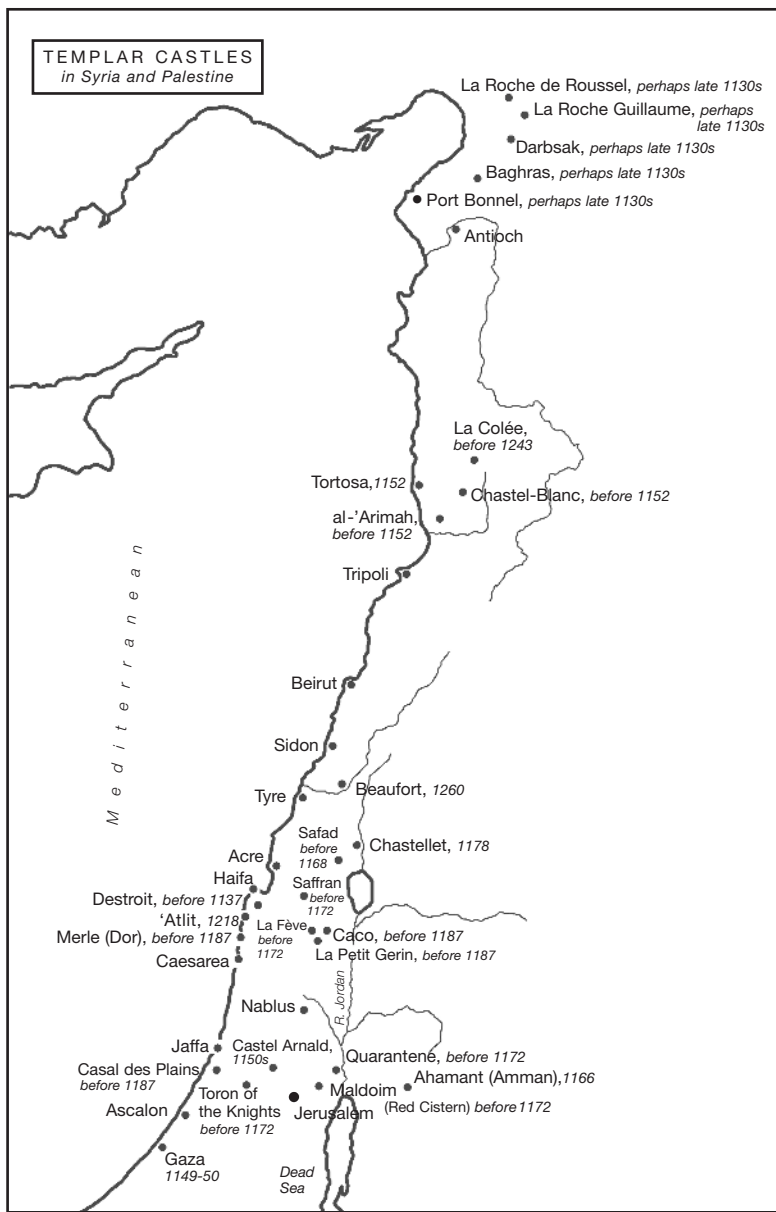 TEMPLAR CASTLES
in Syria and Palestine
La Roche de Roussel, perhaps late 1130s
La Roche Guillaume, perhaps
late 1130s
Darbsak, perhaps late 1130s
Baghras, perhaps late 1130s
Port Bonnel, perhaps late 1130s
Antioch
La Colée,
before 1243
Tortosa,1152
Chastel-Blanc, before 1152
al-'Arimah,
before 1152
Tripoli
Mediterranean
Beirut
Sidon
Beaufort, 1260
Tyre
Safad
before
1168
Chastellet, 1178
Acre
Haifa
Saffran
before
1172
Destroit, before 1137
‘Atlit, 1218
La Fève
before
1172
Caco, before 1187
Merle (Dor), before 1187
La Petit Gerin, before 1187
Caesarea
R. Jordan
Nablus
Jaffa
Castel Arnald,
1150s
Quarantene, before 1172
Casal des Plains
before 1187
Ahamant (Amman),1166
Toron of
the Knights
before 1172
Maldoim
(Red Cistern) before 1172
Jerusalem
Ascalon
Gaza
1149-50
Dead
Sea